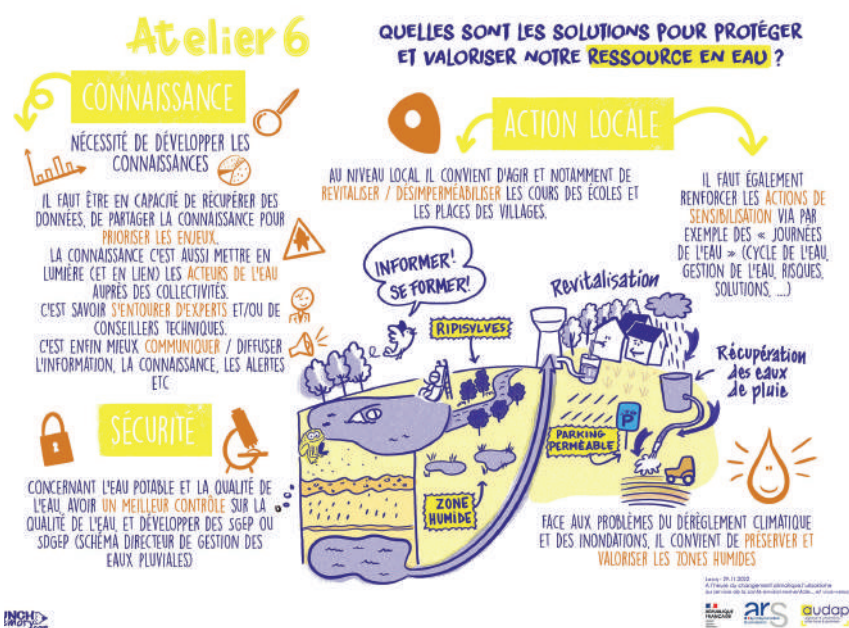 Atelier 6
QUELLES SONT LES SOLUTIONS POUR PROTÉGER
ET VALORISER NOTRE RESSOURCE EN EAU ?
CONNAISSANCE
NÉCESSITÉ DE DÉVELOPPER LES
CONNAISSANCES
IL FAUT ÊTRE EN CAPACITÉ DE RÉCUPÉRER DES
DONNÉES, DE PARTAGER LA CONNAISSANCE POUR
PRIORISER LES ENJEUX.
LA CONNAISSANCE C'EST AUSSI METTRE EN
LUMIÈRE (ET EN LIEN) LES ACTEURS DE L'EAU
AUPRÈS DES COLLECTIVITÉS.
C'EST SAVOIR S'ENTOURER D'EXPERTS ET/OU DE
CONSEILLERS TECHNIQUES.
C'EST ENFIN MIEUX COMMUNIQUER / DIFFUSER
L'INFORMATION, LA CONNAISSANCE, LES ALERTES
ETC
SÉCURITÉ
CONCERNANT L'EAU POTABLE ET LA QUALITÉ DE
L'EAU, AVOIR UN MEILLEUR CONTRÔLE SUR LA
QUALITÉ DE L'EAU, ET DÉVELOPPER DES SGEP OU
SDGEP (SCHÉMA DIRECTEUR DE GESTION DES
EAUX PLUVIALES)
ACTION LOCALE
AU NIVEAU LOCAL IL CONVIENT D'AGIR ET NOTAMMENT DE
REVITALISER / DÉSIMPERMÉABILISER LES COURS DES ÉCOLES ET
LES PLACES DES VILLAGES.
IL FAUT ÉGALEMENT
RENFORCER LES ACTIONS DE
SENSIBILISATION VIA PAR
EXEMPLE DES « JOURNÉES
DE L'EAU » (CYCLE DE L'EAU,
GESTION DE L'EAU, RISQUES,
SOLUTIONS, ....)
INFORMER!
SE FORMER!
RIPISYLVES
Revitalisation
Récupération
des eaux
de pluie
P
PARKING
PERMÉABLE
ZONE
HUMIDE
FACE AUX PROBLÈMES DU DÉRÈGLEMENT CLIMATIQUE
ET DES INONDATIONS, IL CONVIENT DE PRÉSERVER ET
VALORISER LES ZONES HUMIDES
ars
audap